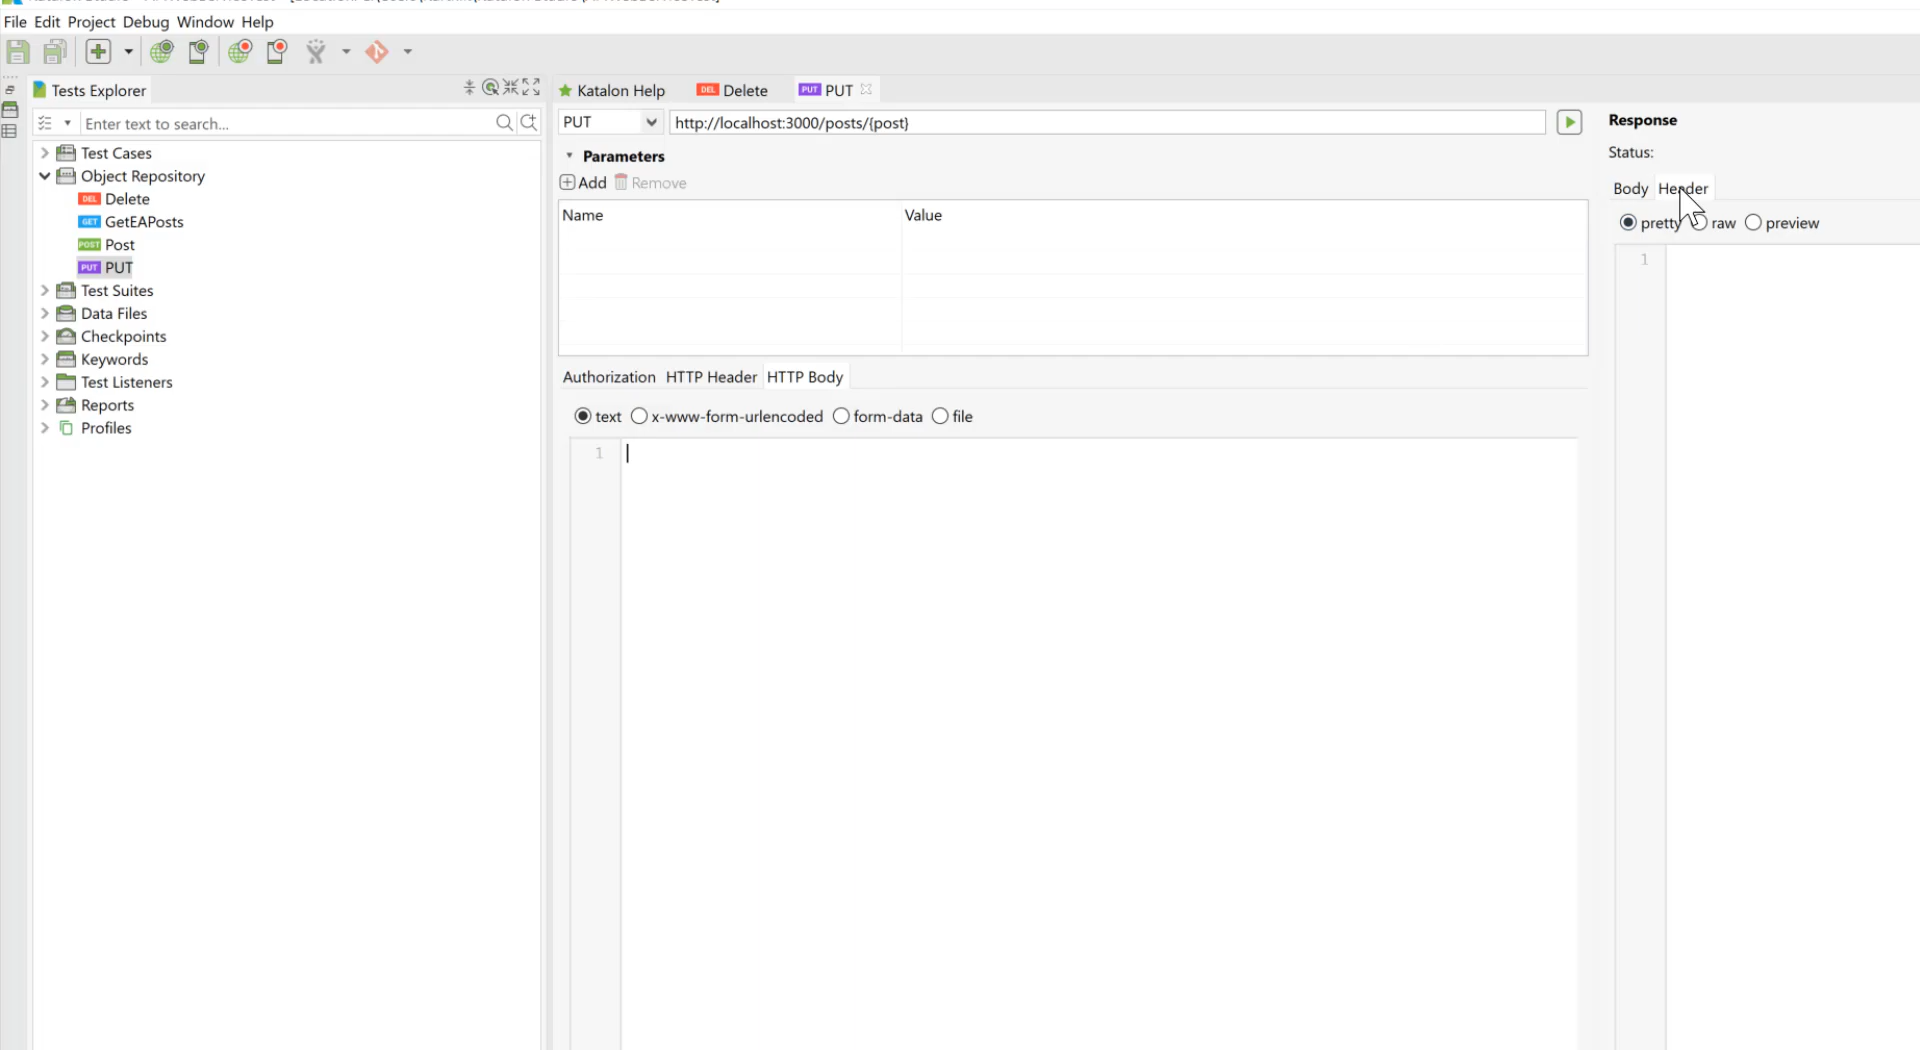 File Edit Project Debug Window Help
Tests Explorer
Katalon Help
DEL Delete
PUT PUT
Enter text to search...
PUT
http://localhost:3000/posts/{post}
Response
Test Cases
Parameters
Status:
Object Repository
Add Remove
Body Header
DEL Delete
GET GetEAPosts
Name Value
pretty raw preview
POST Post
1
PUT PUT
Test Suites
Data Files
Checkpoints
Keywords
Authorization HTTP Header HTTP Body
Test Listeners
Reports
text x-www-form-urlencoded form-data file
Profiles
1